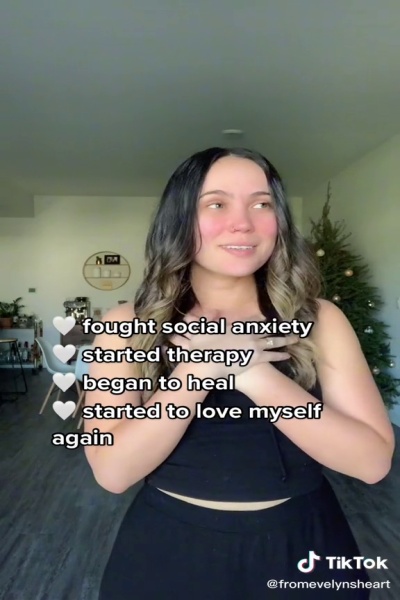 🤍 fought social anxiety
🤍 started therapy
🤍 began to heal
🤍 started to love myself
again
TikTok
@fromevelynsheart